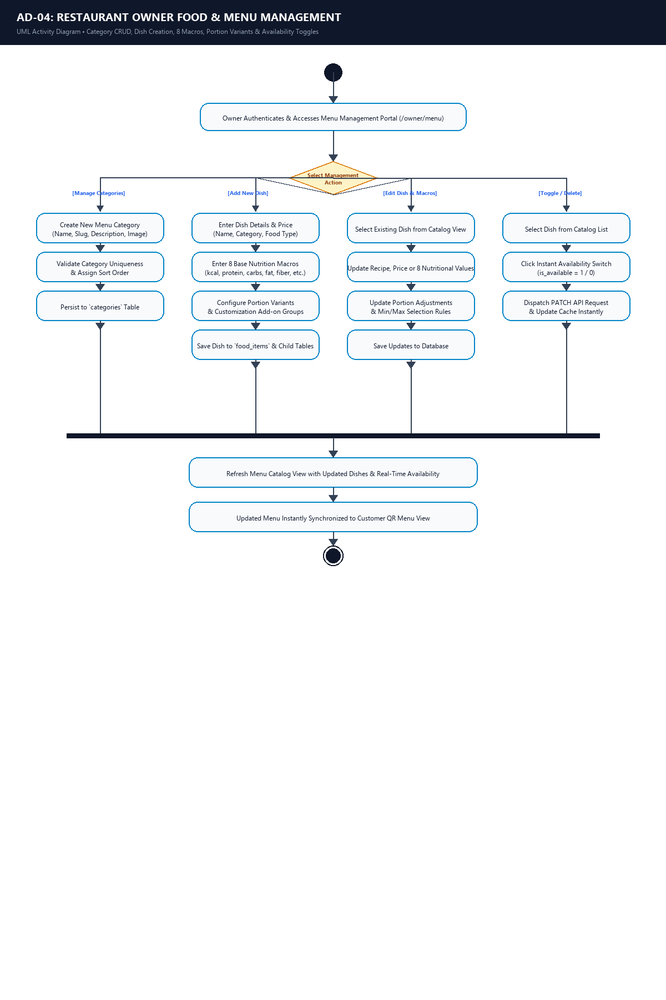 AD-04: RESTAURANT OWNER FOOD & MENU MANAGEMENT
UML Activity Diagram • Category CRUD, Dish Creation, 8 Macros, Portion Variants & Availability Toggles
Owner Authenticates & Accesses Menu Management Portal (/owner/menu)
Select Management
Action
[Manage Categories]
[Add New Dish]
[Edit Dish & Macros]
[Toggle / Delete]
Create New Menu Category
(Name, Slug, Description, Image)
Enter Dish Details & Price
(Name, Category, Food Type)
Select Existing Dish from Catalog View
Select Dish from Catalog List
Validate Category Uniqueness
& Assign Sort Order
Enter 8 Base Nutrition Macros
(kcal, protein, carbs, fat, fiber, etc.)
Update Recipe, Price or 8 Nutritional Values
Click Instant Availability Switch
(is_available = 1 / 0)
Persist to `categories` Table
Configure Portion Variants
& Customization Add-on Groups
Update Portion Adjustments
& Min/Max Selection Rules
Dispatch PATCH API Request
& Update Cache Instantly
Save Dish to `food_items` & Child Tables
Save Updates to Database
Refresh Menu Catalog View with Updated Dishes & Real-Time Availability
Updated Menu Instantly Synchronized to Customer QR Menu View